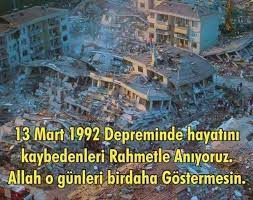 13 Mart 1992 Depreminde hayatını
kaybedenleri Rahmetle Anıyoruz.
Allah o günleri birdaha Göstermesin.